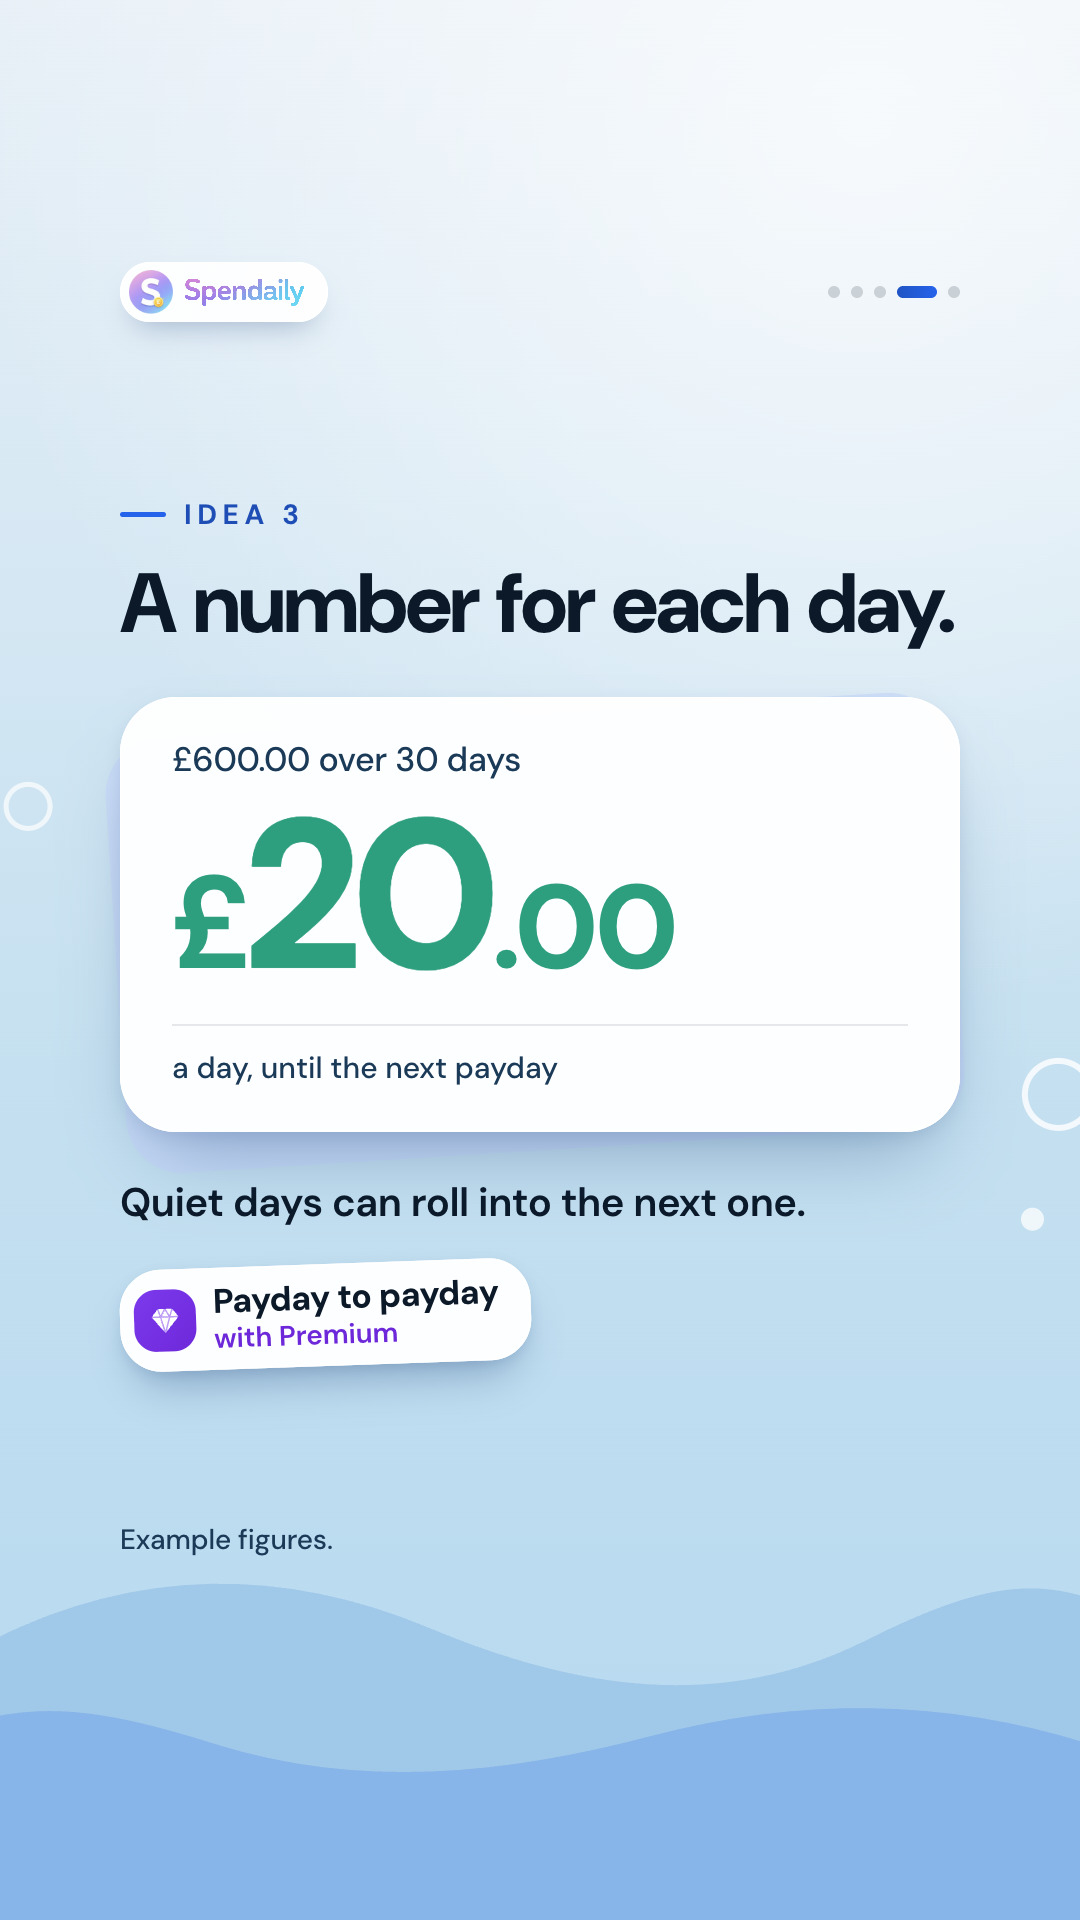 Spendaily
IDEA 3
A number for each day.
£600.00 over 30 days
£20.00
a day, until the next payday
Quiet days can roll into the next one.
Payday to payday
with Premium
Example figures.